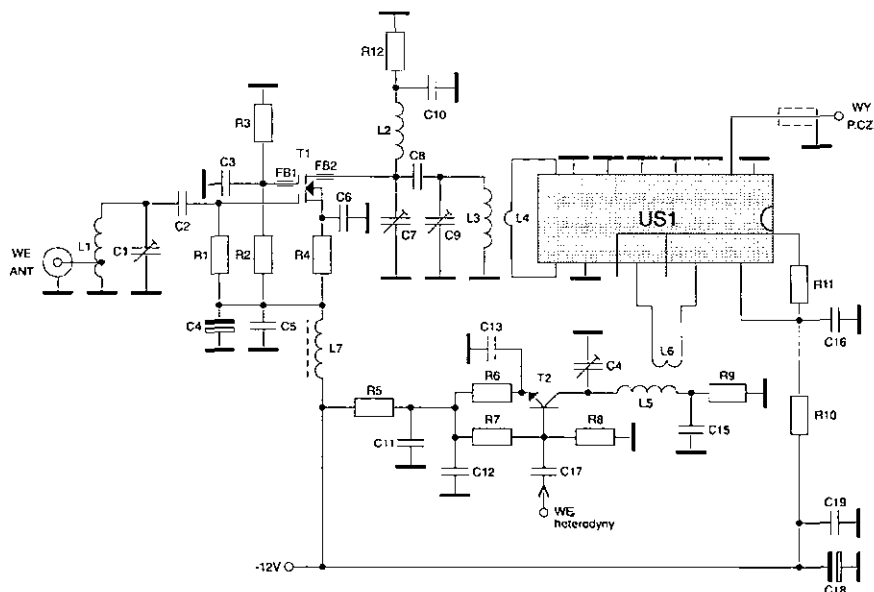 R12
C10
L2
R3
T1
C3
FB1
FB2
C8
C6
C2
L1
C1
WE
ANT
R1
R2
R4
C7
C9
L3
L4
US1
WY
P.CZ
R11
C16
C4
C5
L7
C13
R6
T2
C4
L6
R5
L5
R9
R7
R8
R10
C11
C12
C17
C15
WE
heterodyny
C19
-12V
C18